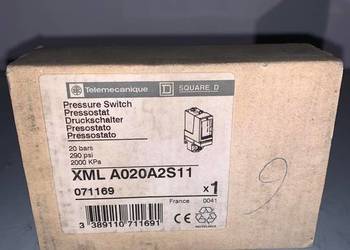 Telemecanique D SQUARE D
Pressure Switch
Pressostat
Druckschalter
Presostato
Pressostato
20 bars
290 psi
2000 KPa
XML A020A2S11
071169 x1
France 0041
3 389110 711691
9